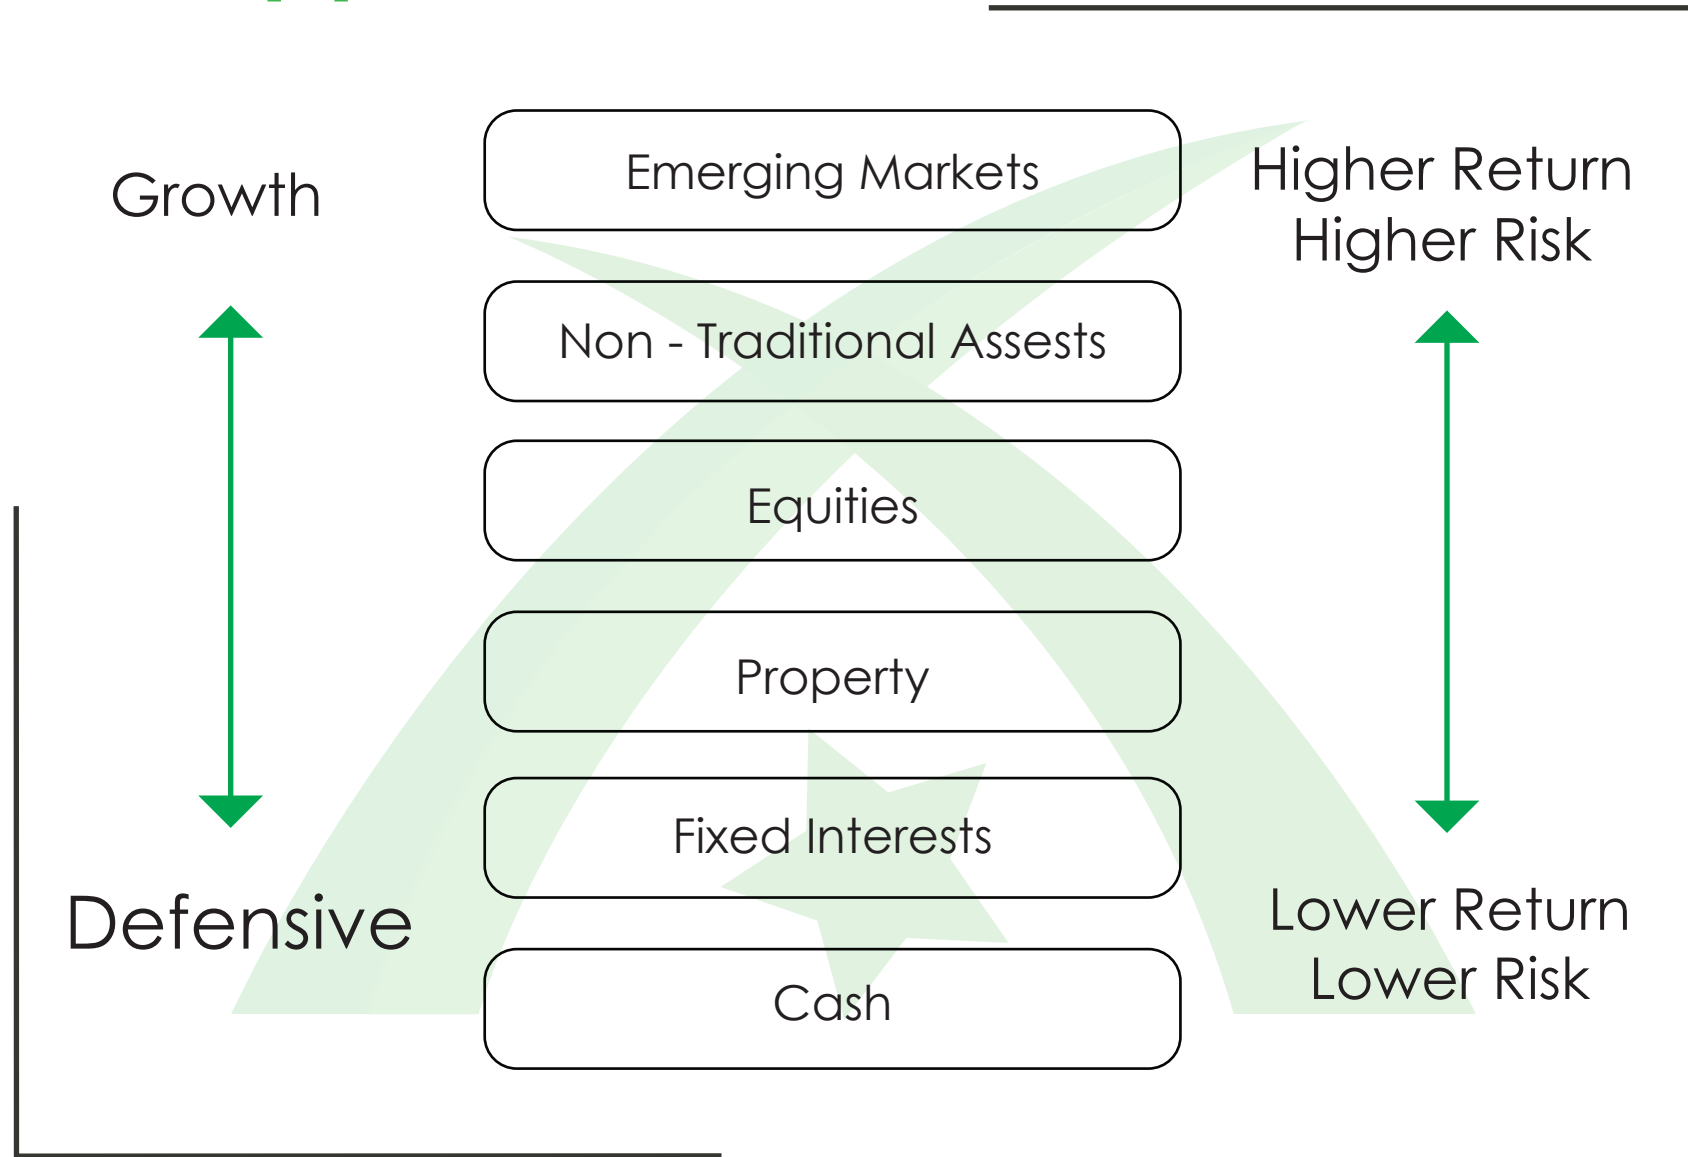 Growth
Defensive
Emerging Markets
Non - Traditional Assests
Equities
Property
Fixed Interests
Cash
Higher Return
Higher Risk
Lower Return
Lower Risk